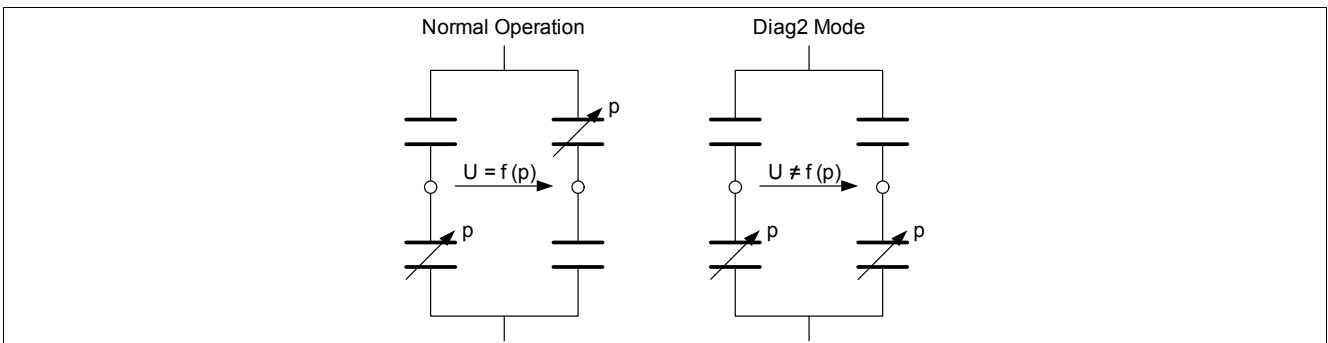 Normal Operation
Diag2 Mode
p
U = f (p)
U ≠ f (p)
p
p
p